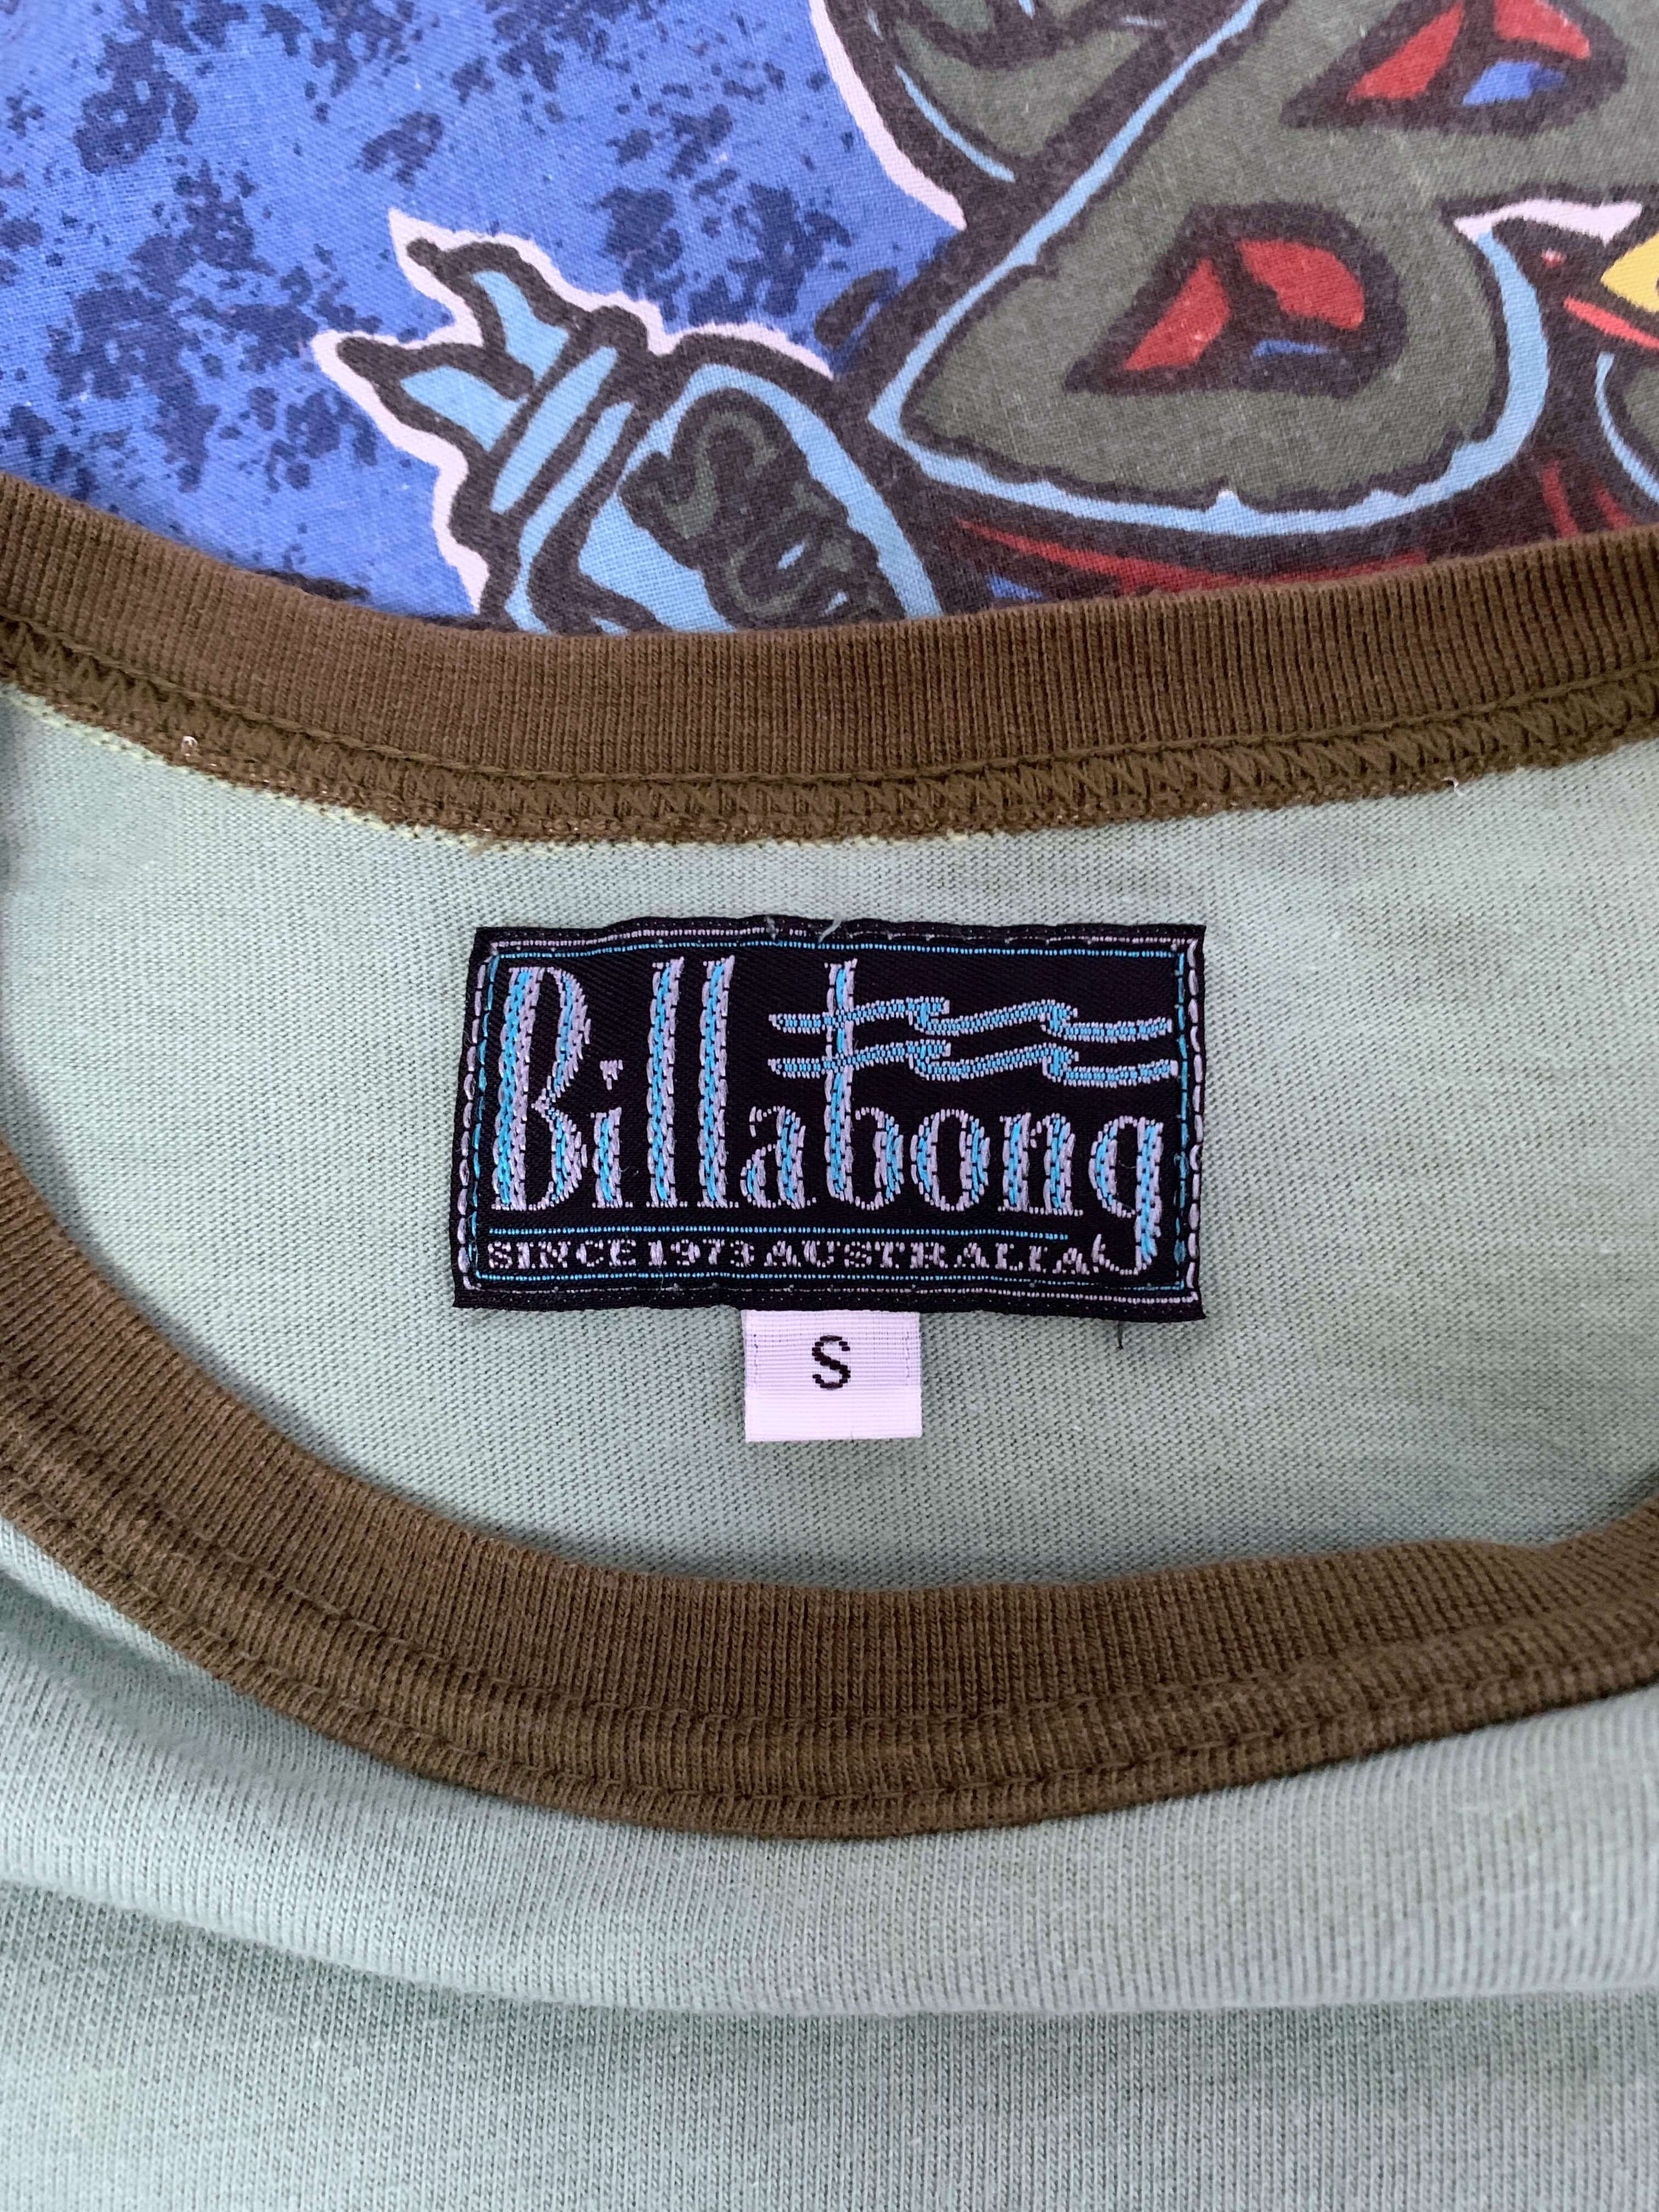 Billabong
SINCE 1973 AUSTRALIA
S